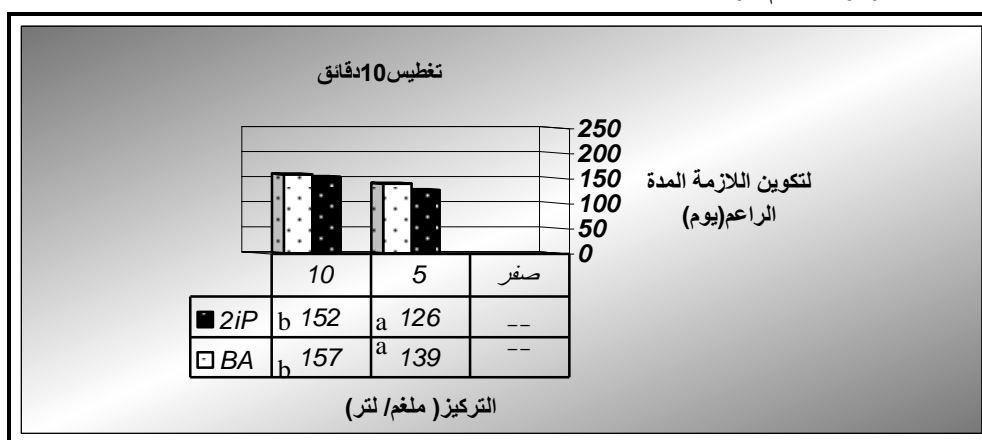 تغطيس10دقائق
250
200
150
100
50
0
لتكوين اللازمة المدة
الراعم(يوم)
صفر 5 10
2iP b 152 a 126 --
BA b 157 a 139 --
التركيز( ملغم/ لتر)